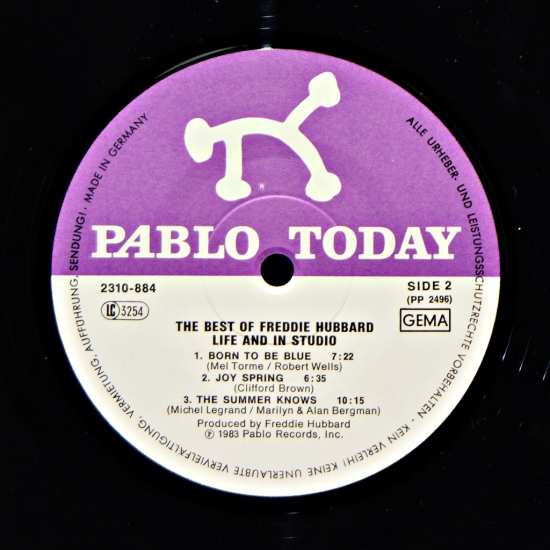 PABLO TODAY
2310-884
SIDE 2
(PP 2496)
LC 3254
GEMA
THE BEST OF FREDDIE HUBBARD
LIFE AND IN STUDIO
1. BORN TO BE BLUE 7:22
(Mel Torme / Robert Wells)
2. JOY SPRING 6:35
(Clifford Brown)
3. THE SUMMER KNOWS 10:15
(Michel Legrand / Marilyn & Alan Bergman)
Produced by Freddie Hubbard
℗ 1983 Pablo Records, Inc.
ALLE URHEBER- UND LEISTUNGSSCHUTZRECHTE VORBEHALTEN · KEIN VERLEIH! KEINE UNERLAUBTE VERVIELFÄLTIGUNG, VERMIETUNG, AUFFÜHRUNG, SENDUNG! · MADE IN GERMANY